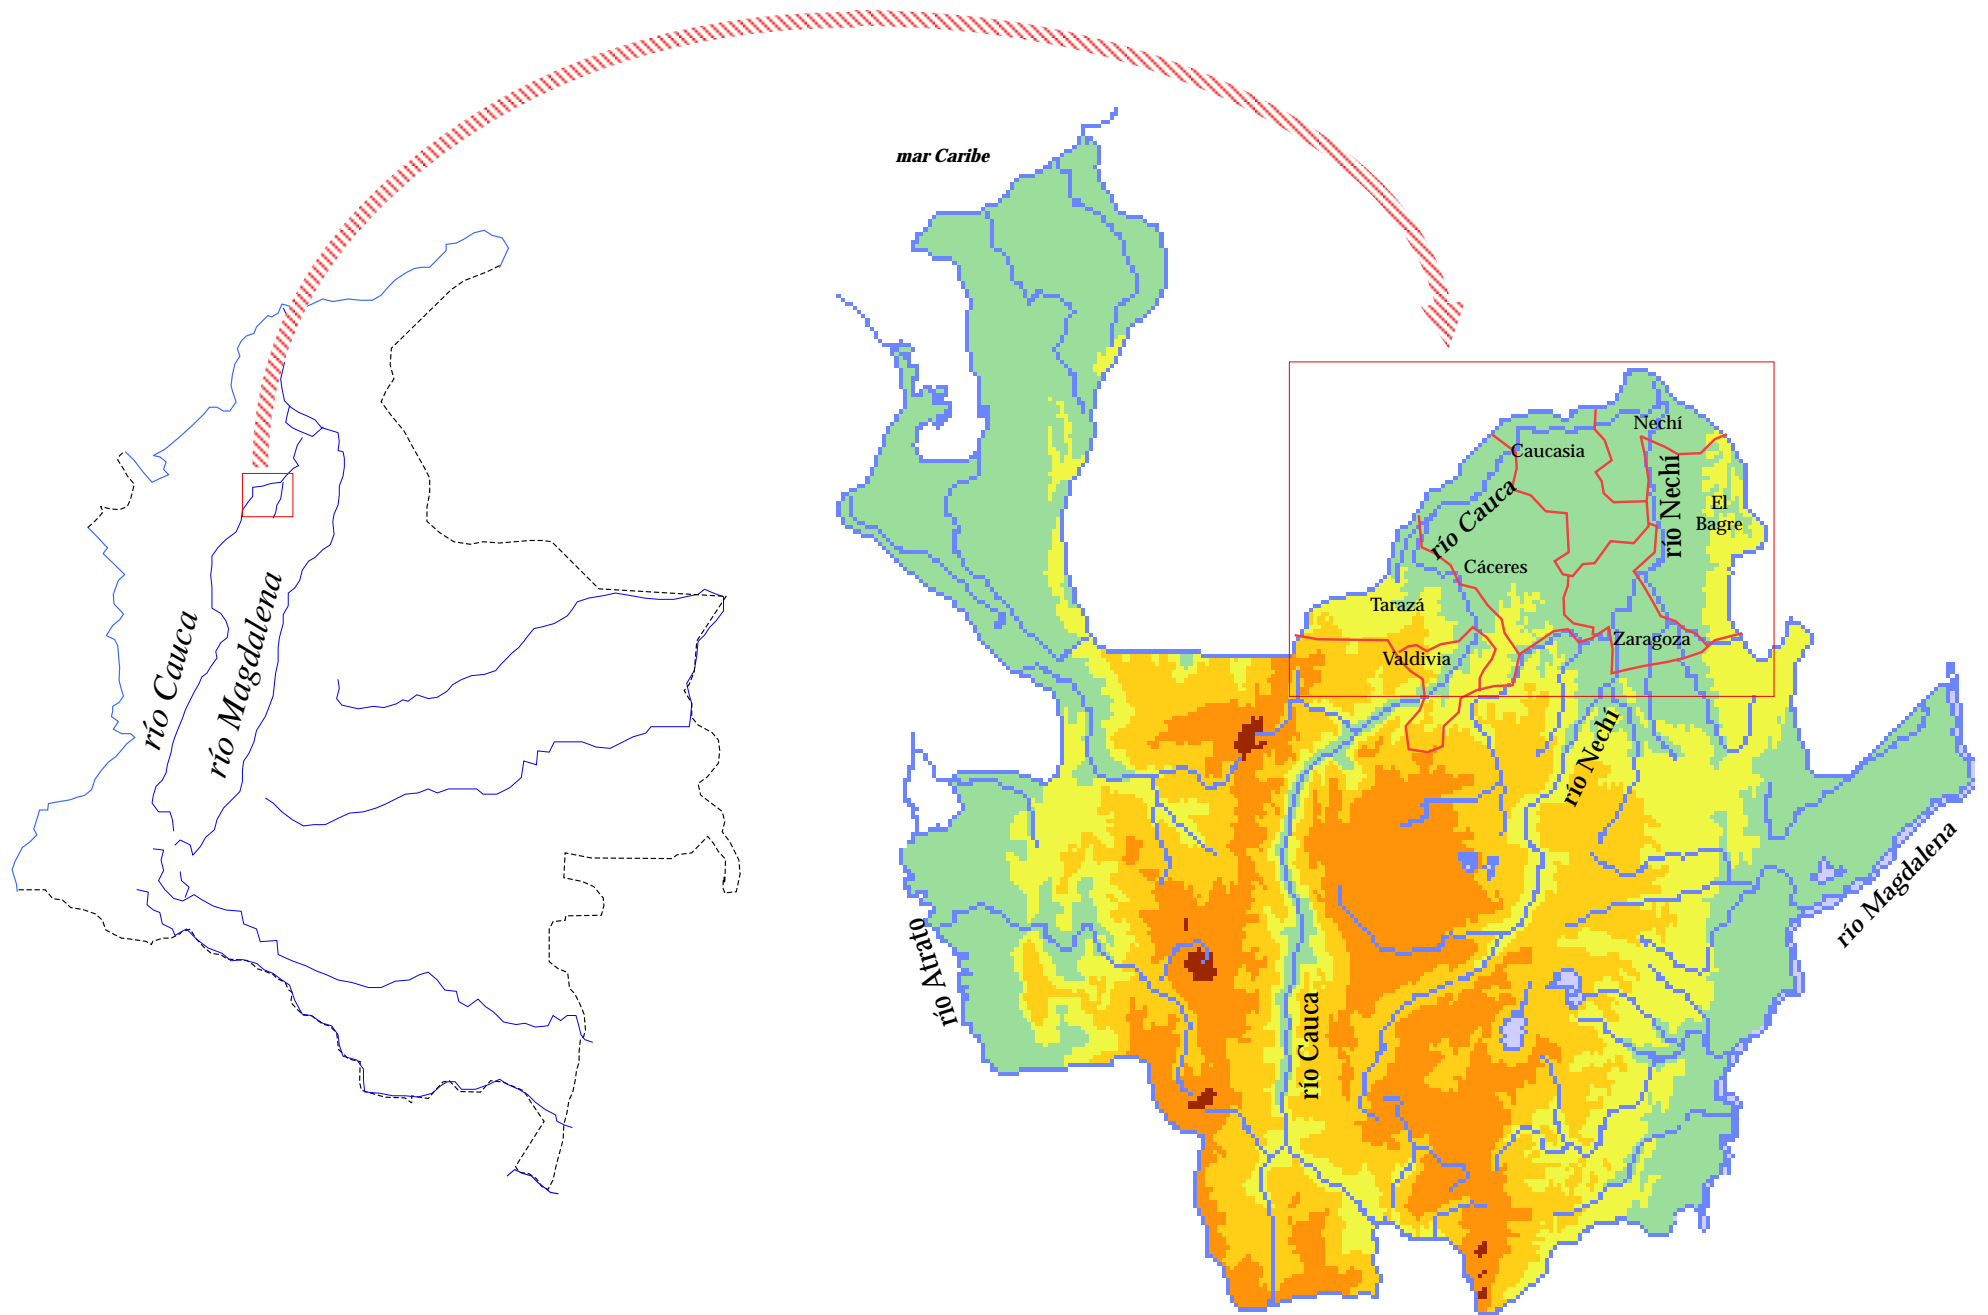 mar Caribe
río Cauca
río Magdalena
Nechí
Caucasia
río Cauca
río Nechí
El
Bagre
Cáceres
Tarazá
Zaragoza
Valdivia
río Nechí
río Magdalena
río Atrato
río Cauca